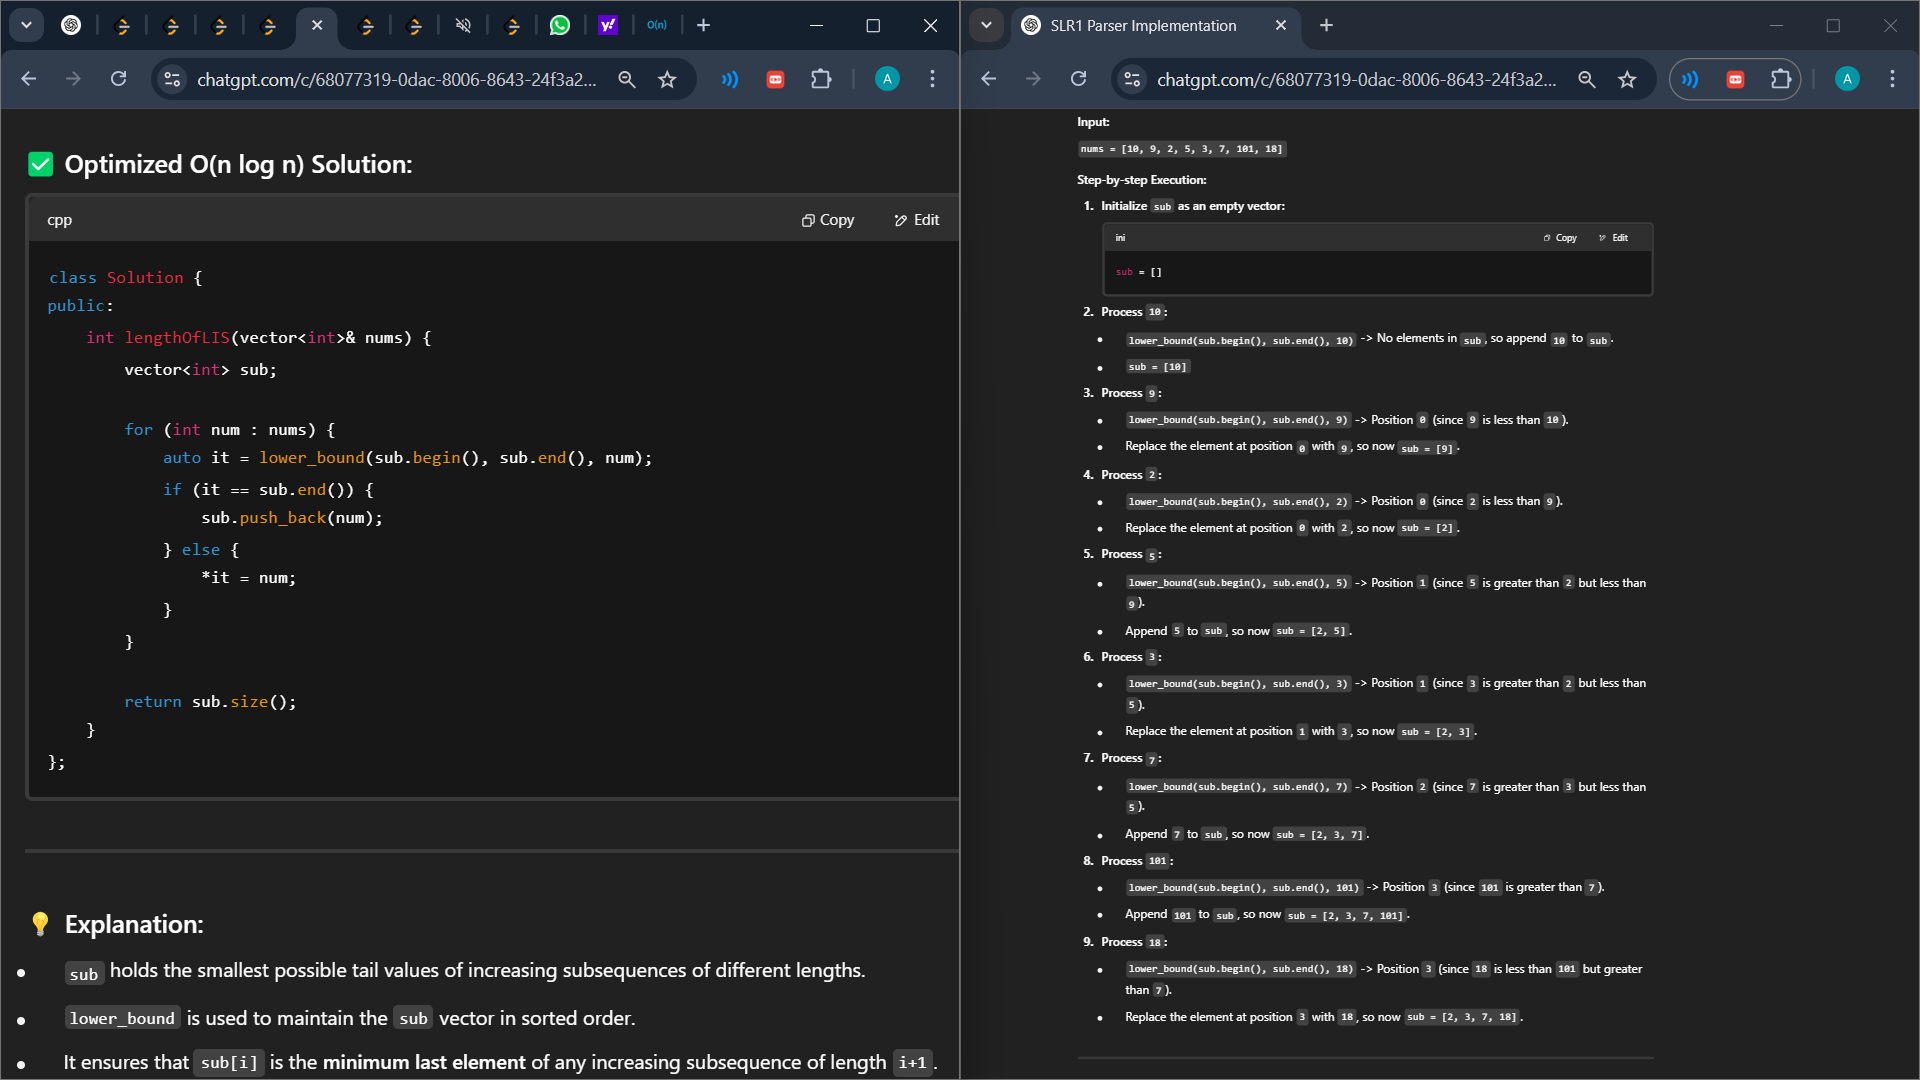 O(n)
chatgpt.com/c/68077319-0dac-8006-8643-24f3a2...
A
✅ Optimized O(n log n) Solution:
cpp
Copy
Edit
class Solution {
public:
    int lengthOfLIS(vector<int>& nums) {
        vector<int> sub;
        for (int num : nums) {
            auto it = lower_bound(sub.begin(), sub.end(), num);
            if (it == sub.end()) {
                sub.push_back(num);
            } else {
                *it = num;
            }
        }
        return sub.size();
    }
};
💡 Explanation:
• sub holds the smallest possible tail values of increasing subsequences of different lengths.
• lower_bound is used to maintain the sub vector in sorted order.
• It ensures that sub[i] is the minimum last element of any increasing subsequence of length i+1.
SLR1 Parser Implementation
chatgpt.com/c/68077319-0dac-8006-8643-24f3a2...
A
Input:
nums = [10, 9, 2, 5, 3, 7, 101, 18]
Step-by-step Execution:
1. Initialize sub as an empty vector:
ini
Copy
Edit
sub = []
2. Process 10:
• lower_bound(sub.begin(), sub.end(), 10) -> No elements in sub, so append 10 to sub.
• sub = [10]
3. Process 9:
• lower_bound(sub.begin(), sub.end(), 9) -> Position 0 (since 9 is less than 10).
• Replace the element at position 0 with 9, so now sub = [9].
4. Process 2:
• lower_bound(sub.begin(), sub.end(), 2) -> Position 0 (since 2 is less than 9).
• Replace the element at position 0 with 2, so now sub = [2].
5. Process 5:
• lower_bound(sub.begin(), sub.end(), 5) -> Position 1 (since 5 is greater than 2 but less than
9).
• Append 5 to sub, so now sub = [2, 5].
6. Process 3:
• lower_bound(sub.begin(), sub.end(), 3) -> Position 1 (since 3 is greater than 2 but less than
5).
• Replace the element at position 1 with 3, so now sub = [2, 3].
7. Process 7:
• lower_bound(sub.begin(), sub.end(), 7) -> Position 2 (since 7 is greater than 3 but less than
5).
• Append 7 to sub, so now sub = [2, 3, 7].
8. Process 101:
• lower_bound(sub.begin(), sub.end(), 101) -> Position 3 (since 101 is greater than 7).
• Append 101 to sub, so now sub = [2, 3, 7, 101].
9. Process 18:
• lower_bound(sub.begin(), sub.end(), 18) -> Position 3 (since 18 is less than 101 but greater
than 7).
• Replace the element at position 3 with 18, so now sub = [2, 3, 7, 18].